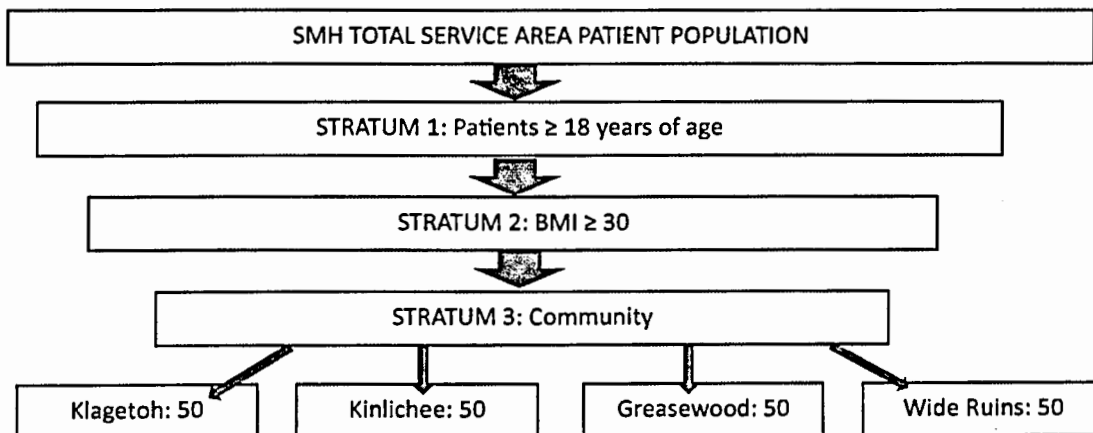 SMH TOTAL SERVICE AREA PATIENT POPULATION
STRATUM 1: Patients ≥ 18 years of age
STRATUM 2: BMI ≥ 30
STRATUM 3: Community
Klagetoh: 50
Kinlichee: 50
Greasewood: 50
Wide Ruins: 50